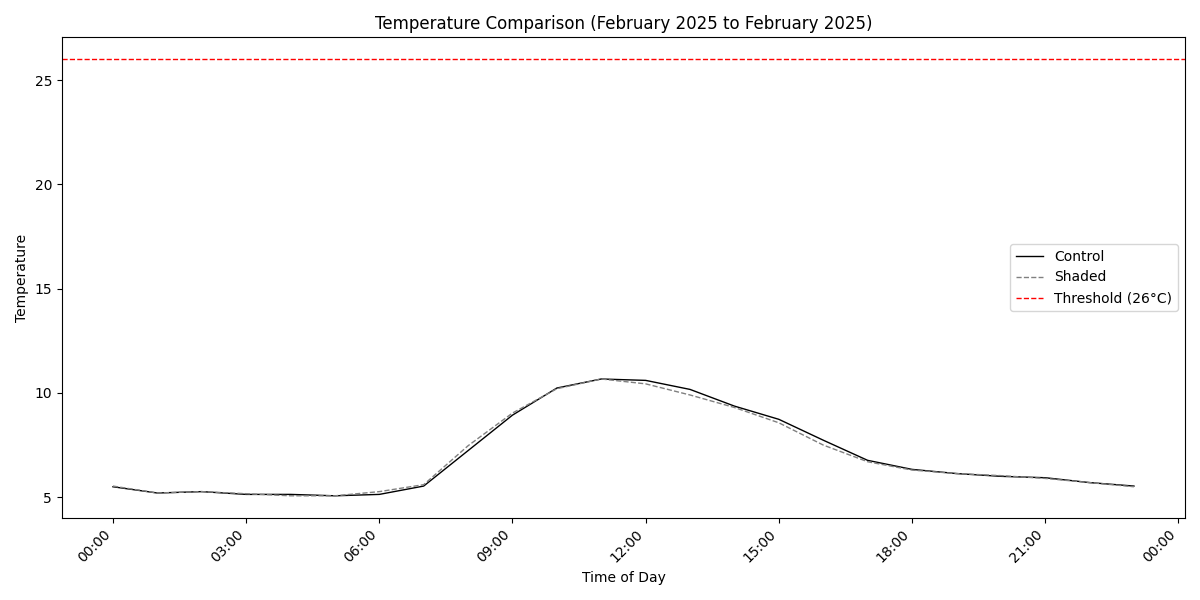 Temperature Comparison (February 2025 to February 2025)
Temperature
25
20
15
10
5
Control
Shaded
Threshold (26°C)
00:00
03:00
06:00
09:00
12:00
15:00
18:00
21:00
00:00
Time of Day